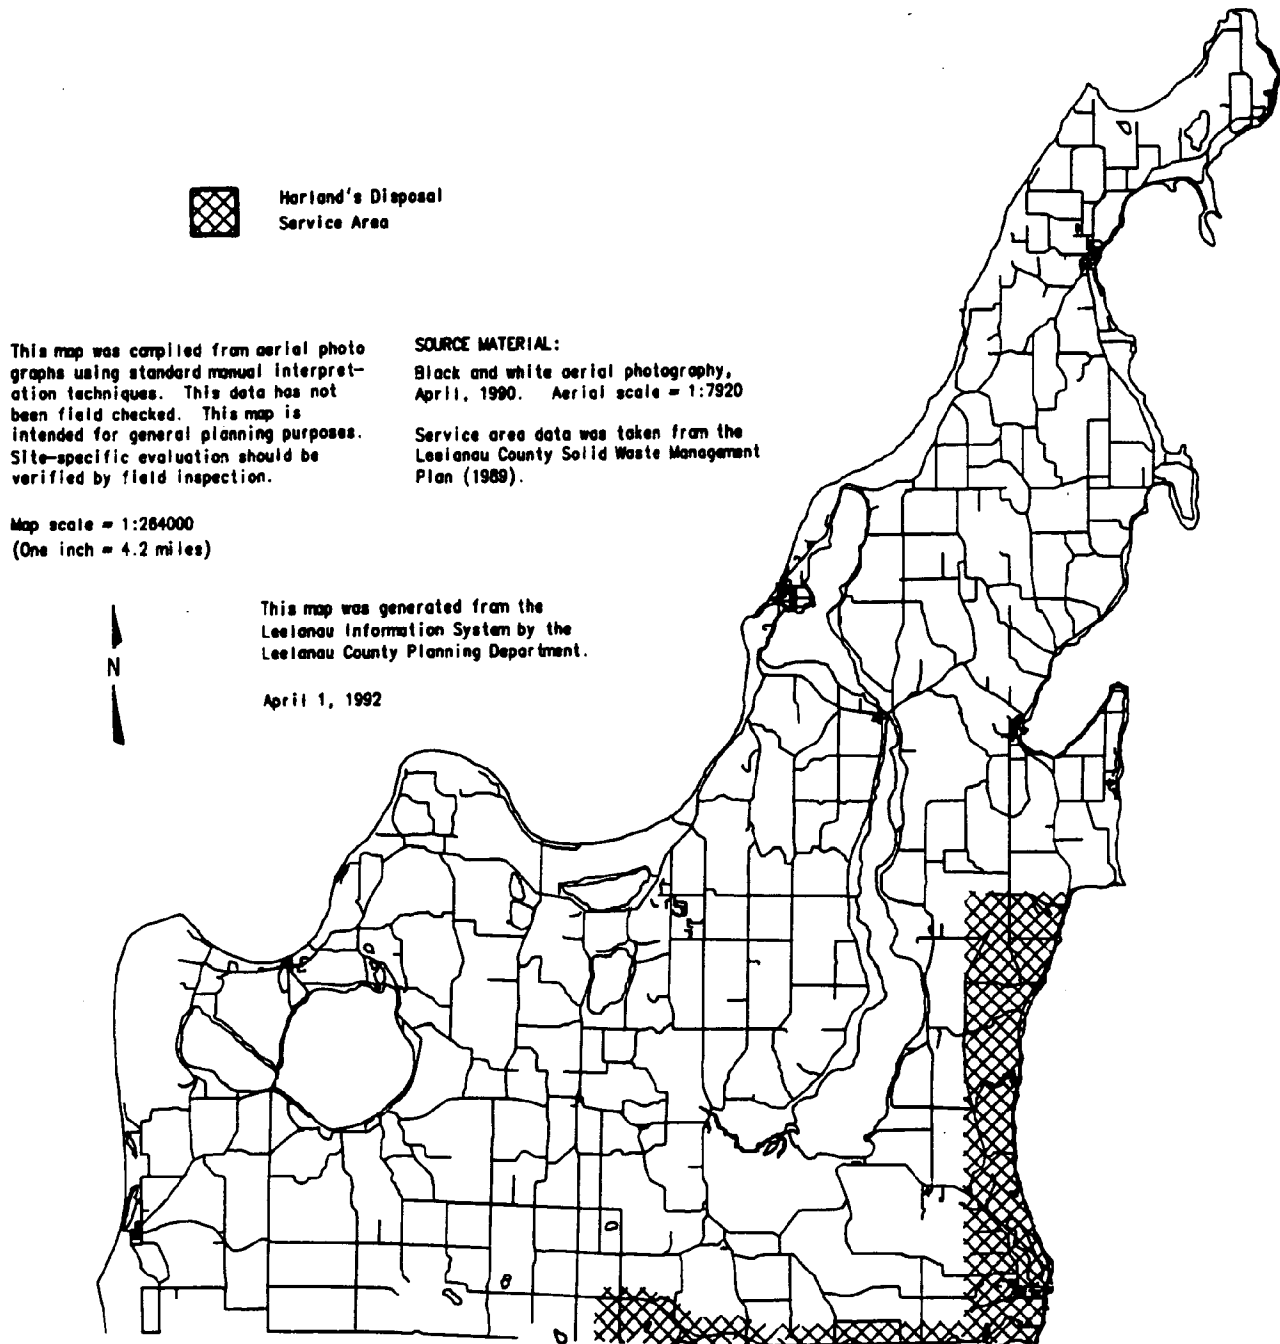 Harland's Disposal
Service Area
This map was compiled from aerial photo
graphs using standard manual interpret-
ation techniques. This data has not
been field checked. This map is
intended for general planning purposes.
Site-specific evaluation should be
verified by field inspection.
Map scale = 1:264000
(One inch = 4.2 miles)
SOURCE MATERIAL:
Black and white aerial photography,
April, 1990. Aerial scale = 1:7920
Service area data was taken from the
Leelanau County Solid Waste Management
Plan (1989).
N
This map was generated from the
Leelanau Information System by the
Leelanau County Planning Department.
April 1, 1992